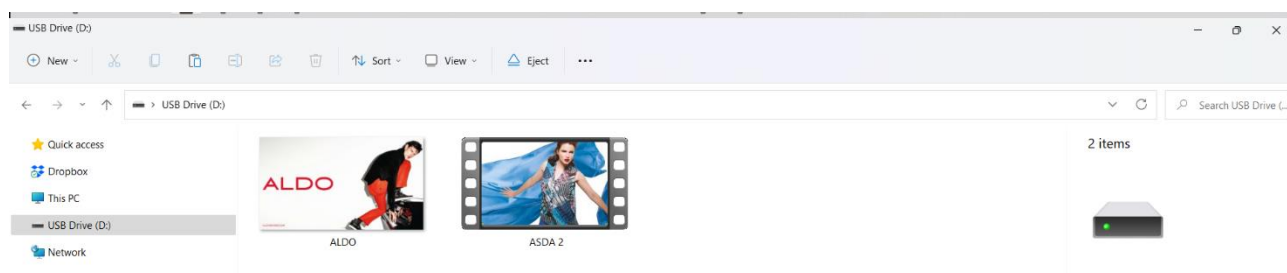 USB Drive (D:)
New
Sort
View
Eject
USB Drive (D:)
Search USB Drive (...
Quick access
Dropbox
This PC
USB Drive (D:)
Network
ALDO
ALDO
ASDA 2
2 items